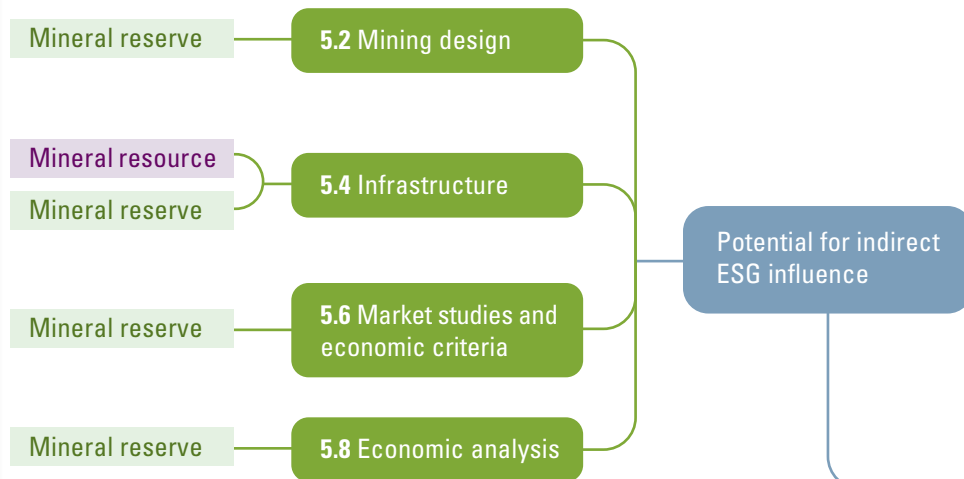 Mineral reserve
5.2 Mining design
Mineral resource
Mineral reserve
5.4 Infrastructure
Potential for indirect
ESG influence
Mineral reserve
5.6 Market studies and
economic criteria
Mineral reserve
5.8 Economic analysis